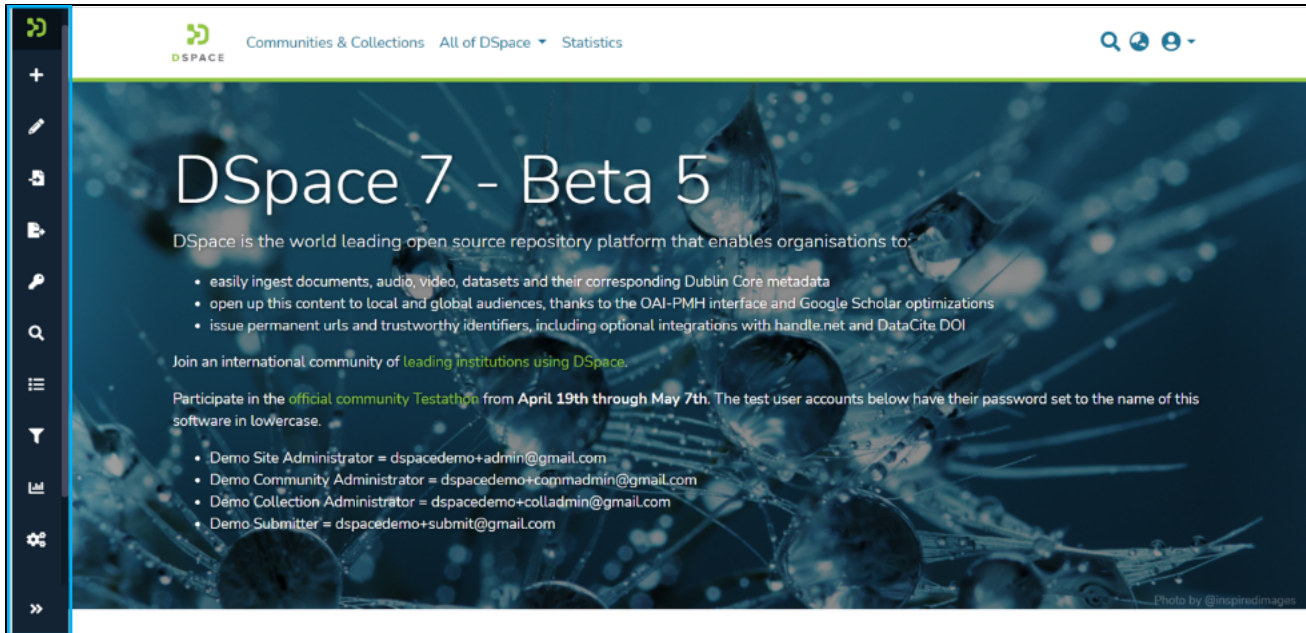 DSPACE
Communities & Collections All of DSpace Statistics
DSpace 7 - Beta 5
DSpace is the world leading open source repository platform that enables organisations to:
• easily ingest documents, audio, video, datasets and their corresponding Dublin Core metadata
• open up this content to local and global audiences, thanks to the OAI-PMH interface and Google Scholar optimizations
• issue permanent urls and trustworthy identifiers, including optional integrations with handle.net and DataCite DOI
Join an international community of leading institutions using DSpace.
Participate in the official community Testathon from April 19th through May 7th. The test user accounts below have their password set to the name of this
software in lowercase.
• Demo Site Administrator = dspacedemo+admin@gmail.com
• Demo Community Administrator = dspacedemo+commadmin@gmail.com
• Demo Collection Administrator = dspacedemo+colladmin@gmail.com
• Demo Submitter = dspacedemo+submit@gmail.com
Photo by @inspiredimages